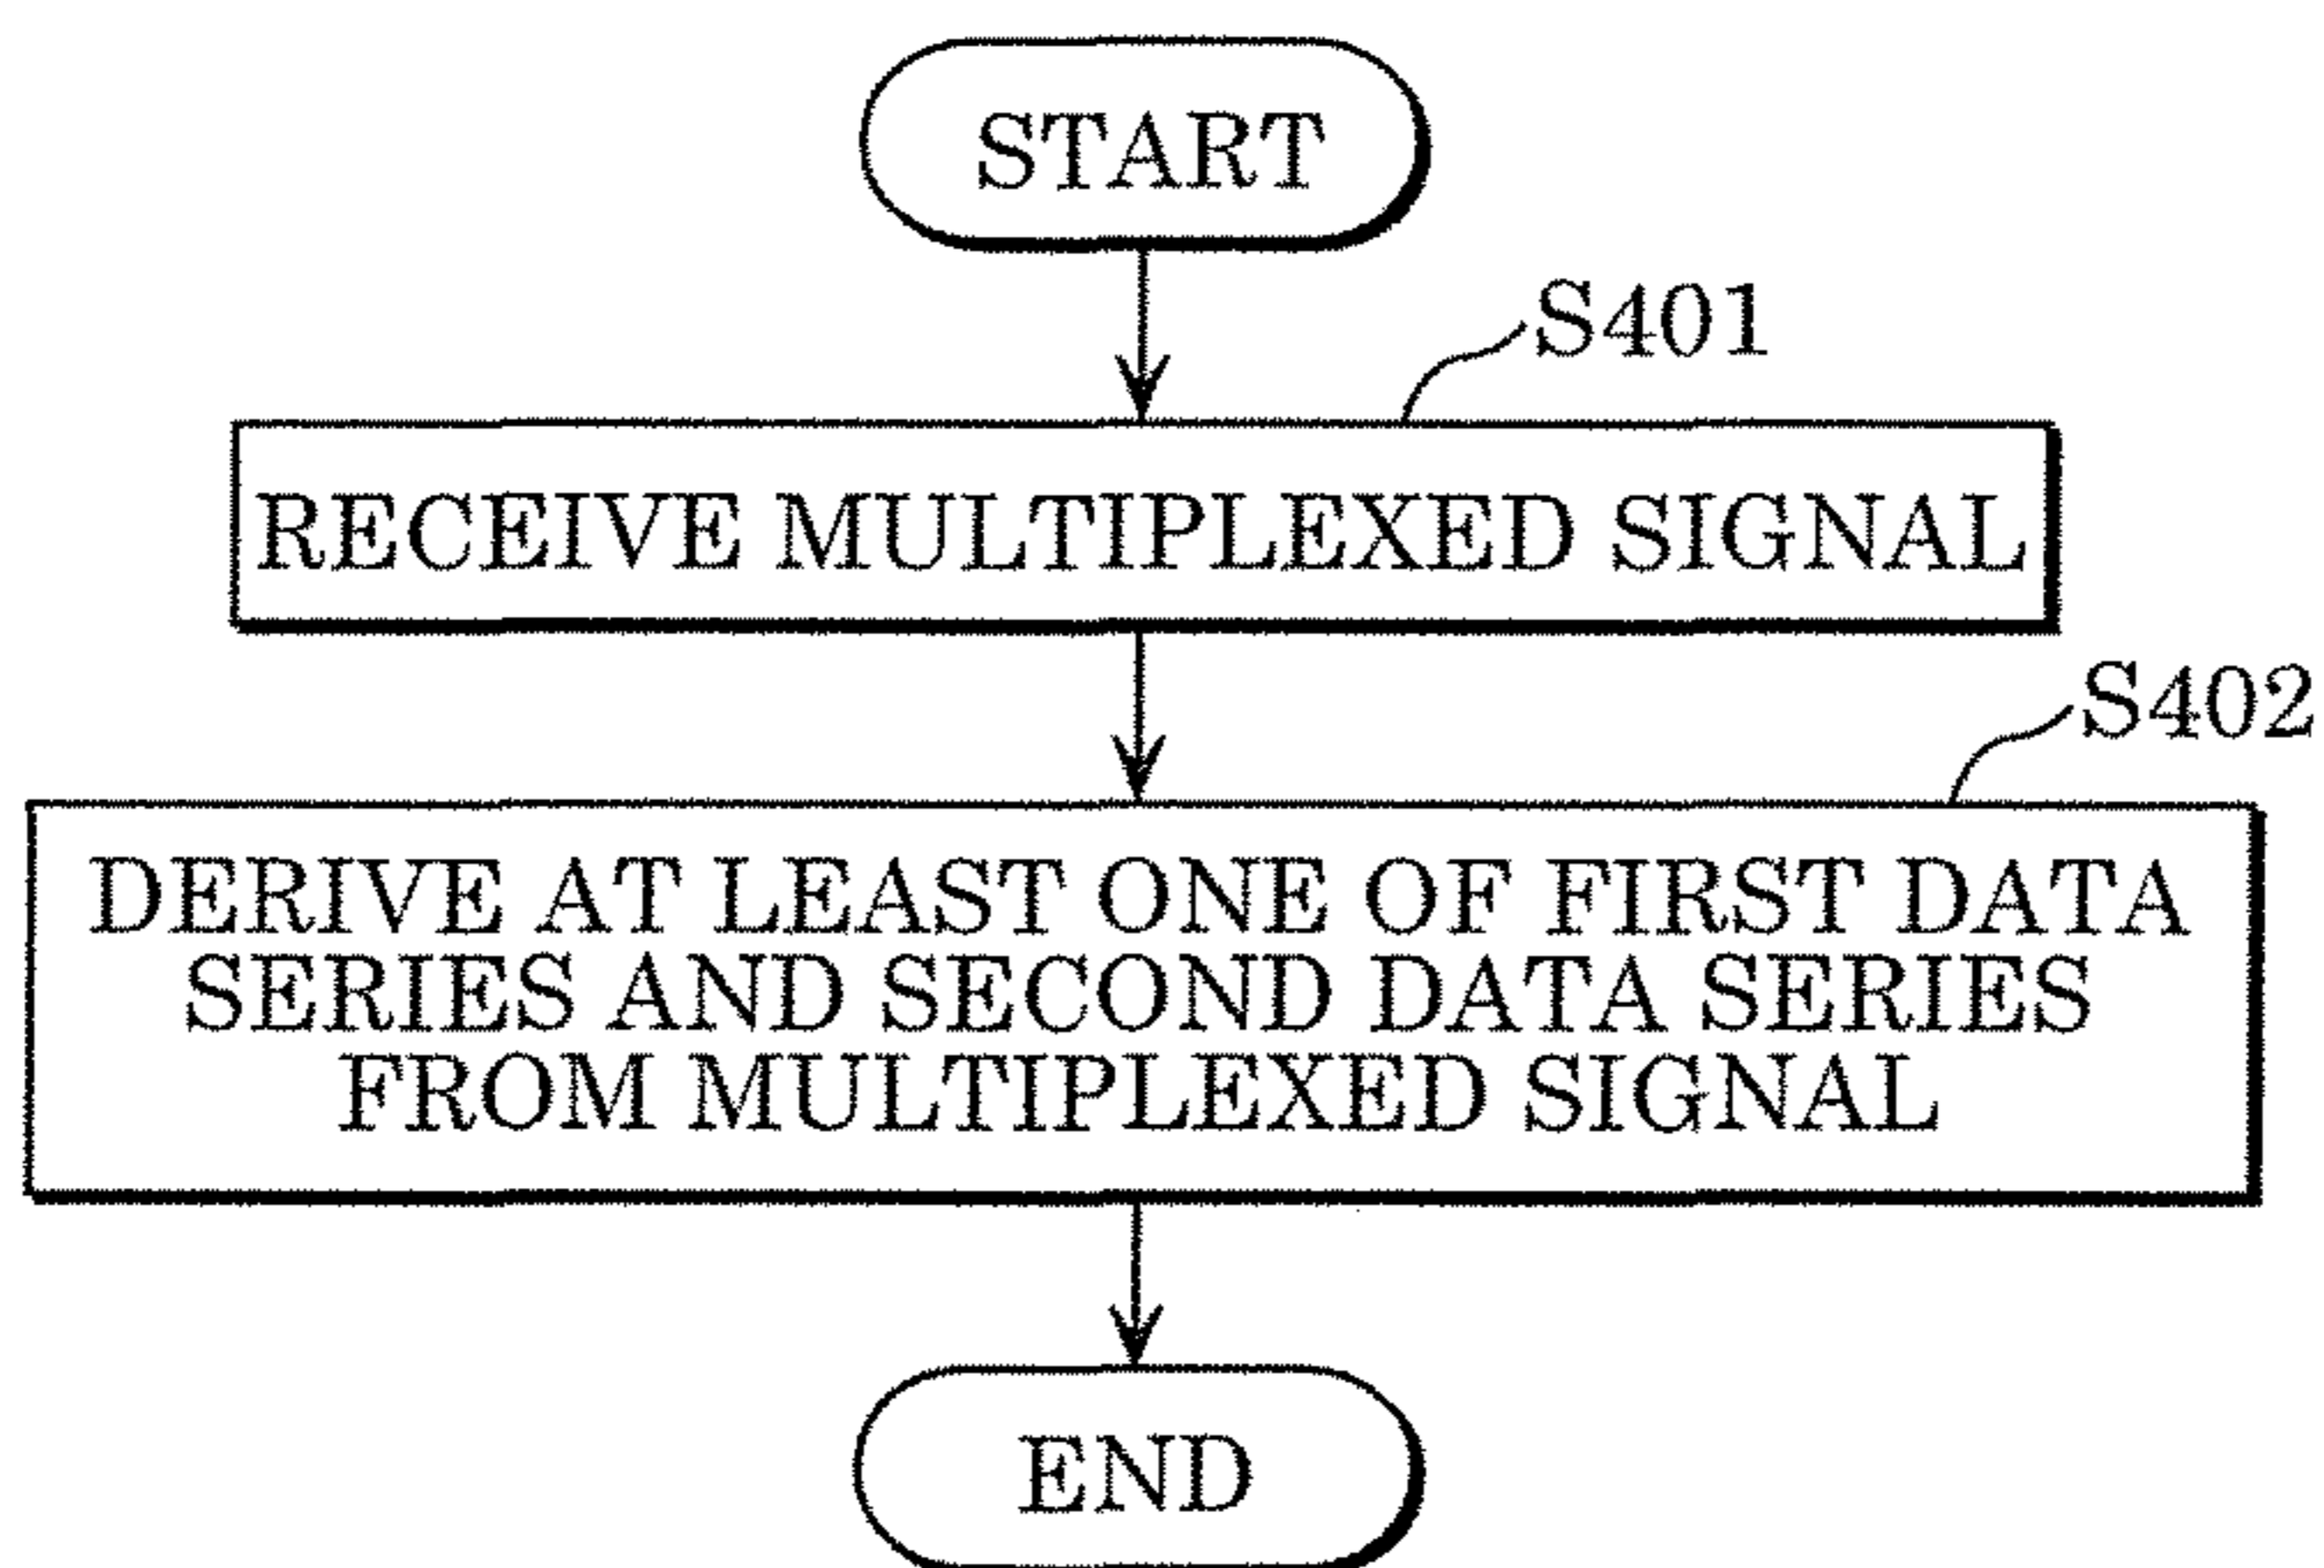 START
S401
RECEIVE MULTIPLEXED SIGNAL
S402
DERIVE AT LEAST ONE OF FIRST DATA
SERIES AND SECOND DATA SERIES
FROM MULTIPLEXED SIGNAL
END